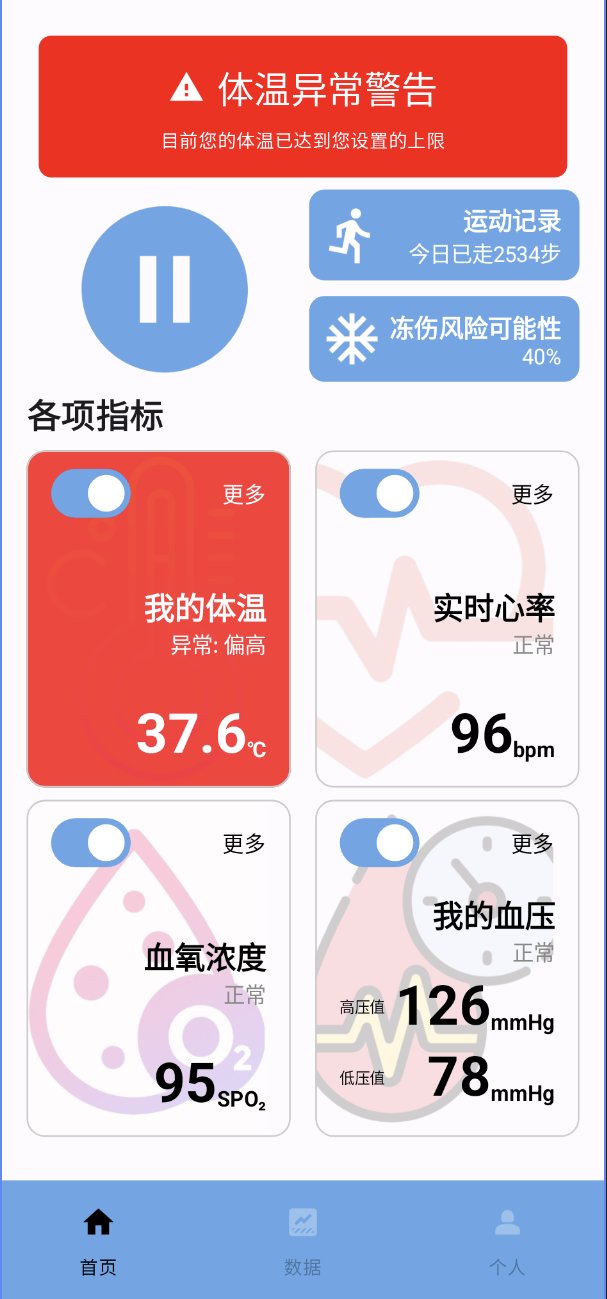 体温异常警告
目前您的体温已达到您设置的上限
运动记录
今日已走2534步
冻伤风险可能性
40%
各项指标
更多
我的体温
异常: 偏高
37.6℃
更多
实时心率
正常
96bpm
更多
血氧浓度
正常
95SPO₂
更多
我的血压
正常
高压值 126mmHg
低压值 78mmHg
首页
数据
个人